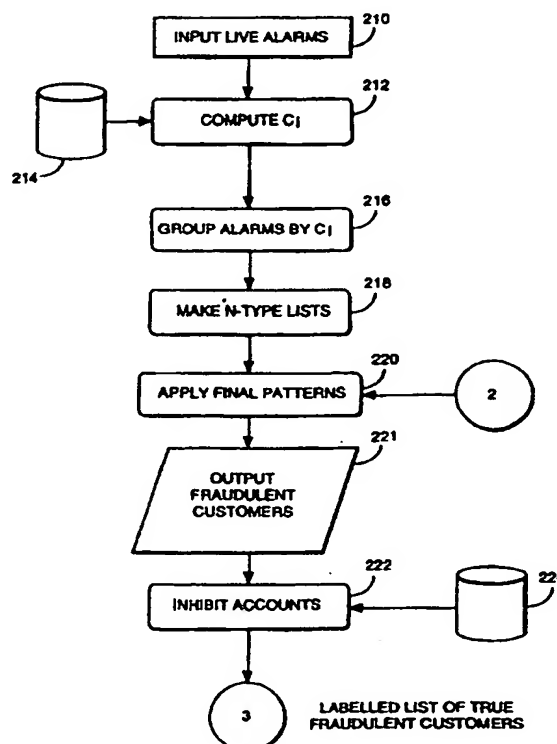 210
INPUT LIVE ALARMS
212
COMPUTE Ci
214
216
GROUP ALARMS BY Ci
218
MAKE N-TYPE LISTS
220
APPLY FINAL PATTERNS
2
221
OUTPUT
FRAUDULENT
CUSTOMERS
222
INHIBIT ACCOUNTS
22
3
LABELLED LIST OF TRUE
FRAUDULENT CUSTOMERS